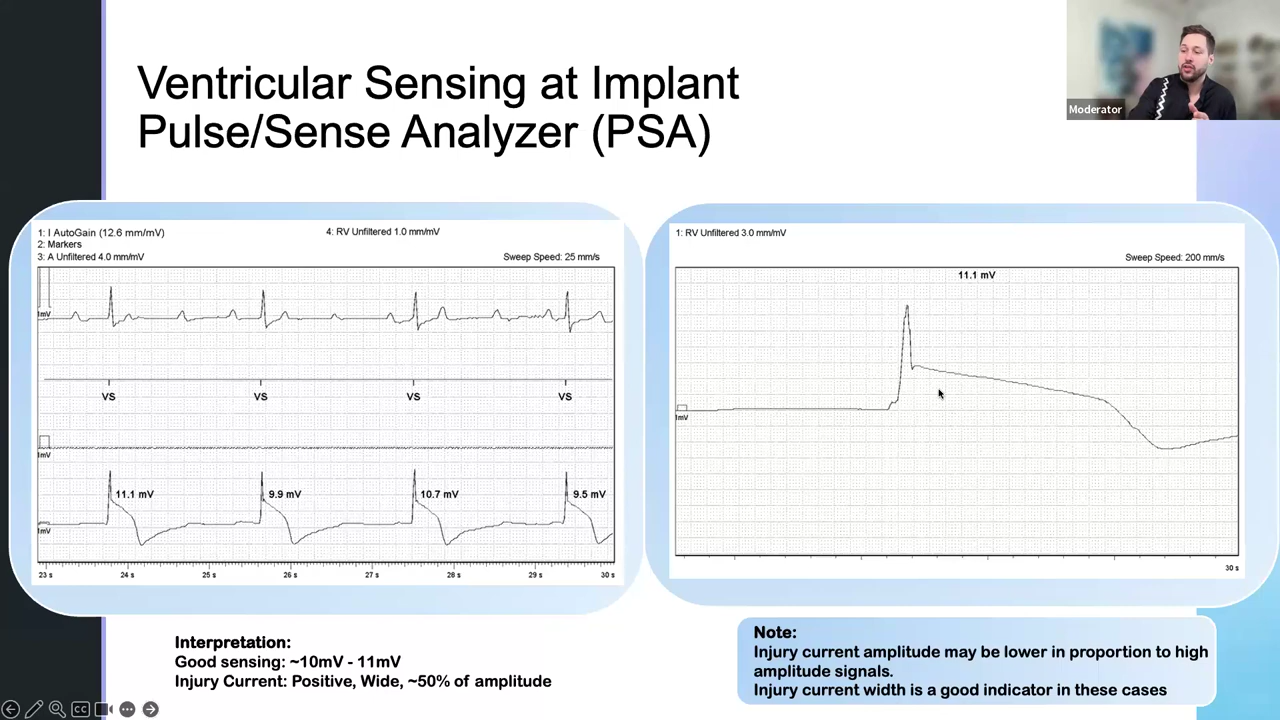 Ventricular Sensing at Implant
Pulse/Sense Analyzer (PSA)
Moderator
1: I AutoGain (12.6 mm/mV)
4: RV Unfiltered 1.0 mm/mV
2: Markers
3: A Unfiltered 4.0 mm/mV
Sweep Speed: 25 mm/s
1mV
VS VS VS VS
1mV
11.1 mV 9.9 mV 10.7 mV 9.5 mV
1mV
23 s 24 s 25 s 26 s 27 s 28 s 29 s 30 s
1: RV Unfiltered 3.0 mm/mV
Sweep Speed: 200 mm/s
11.1 mV
1mV
30 s
Interpretation:
Good sensing: ~10mV - 11mV
Injury Current: Positive, Wide, ~50% of amplitude
Note:
Injury current amplitude may be lower in proportion to high
amplitude signals.
Injury current width is a good indicator in these cases
CC